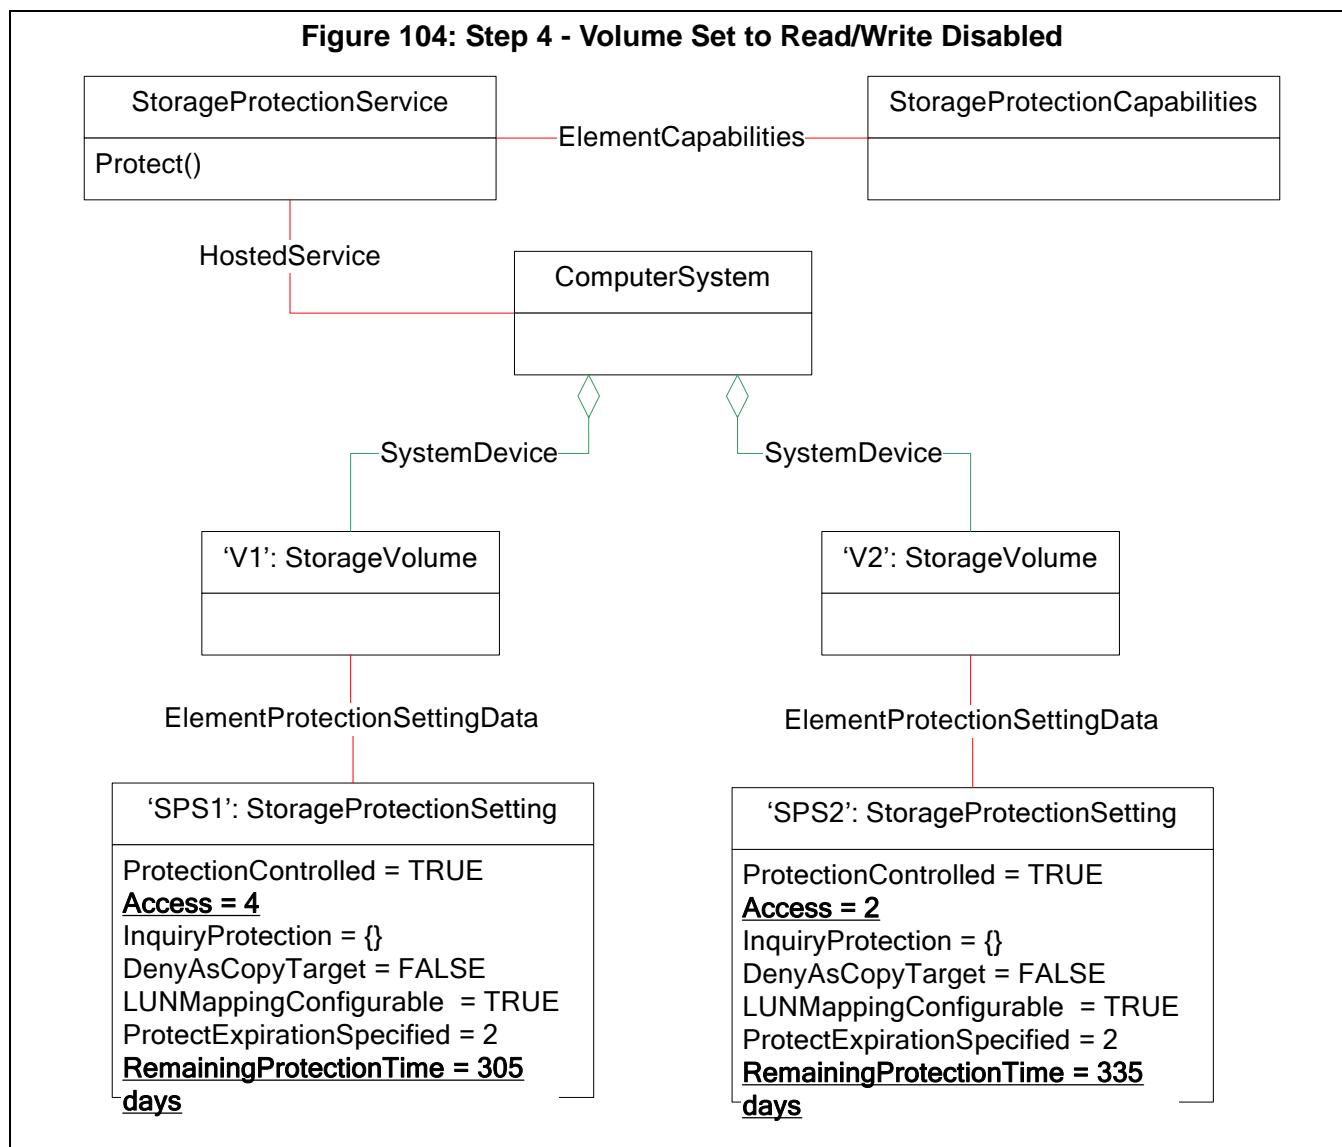 Figure 104: Step 4 - Volume Set to Read/Write Disabled
StorageProtectionService
Protect()
ElementCapabilities
StorageProtectionCapabilities
HostedService
ComputerSystem
SystemDevice
SystemDevice
‘V1’: StorageVolume
‘V2’: StorageVolume
ElementProtectionSettingData
ElementProtectionSettingData
‘SPS1’: StorageProtectionSetting
ProtectionControlled = TRUE
Access = 4
InquiryProtection = {}
DenyAsCopyTarget = FALSE
LUNMappingConfigurable  = TRUE
ProtectExpirationSpecified = 2
RemainingProtectionTime = 305
days
‘SPS2’: StorageProtectionSetting
ProtectionControlled = TRUE
Access = 2
InquiryProtection = {}
DenyAsCopyTarget = FALSE
LUNMappingConfigurable  = TRUE
ProtectExpirationSpecified = 2
RemainingProtectionTime = 335
days